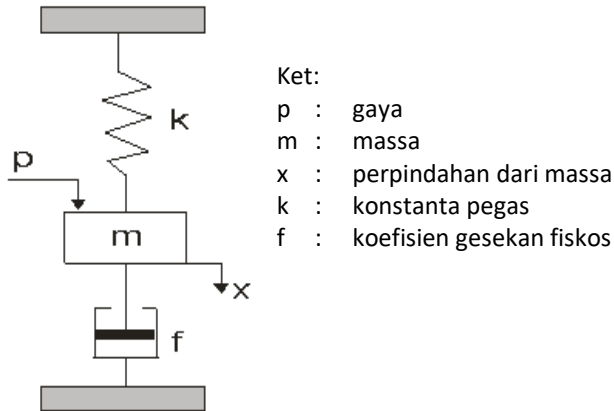 Ket:
p : gaya
m : massa
x : perpindahan dari massa
k : konstanta pegas
f : koefisien gesekan fiskos
k
p
m
x
f